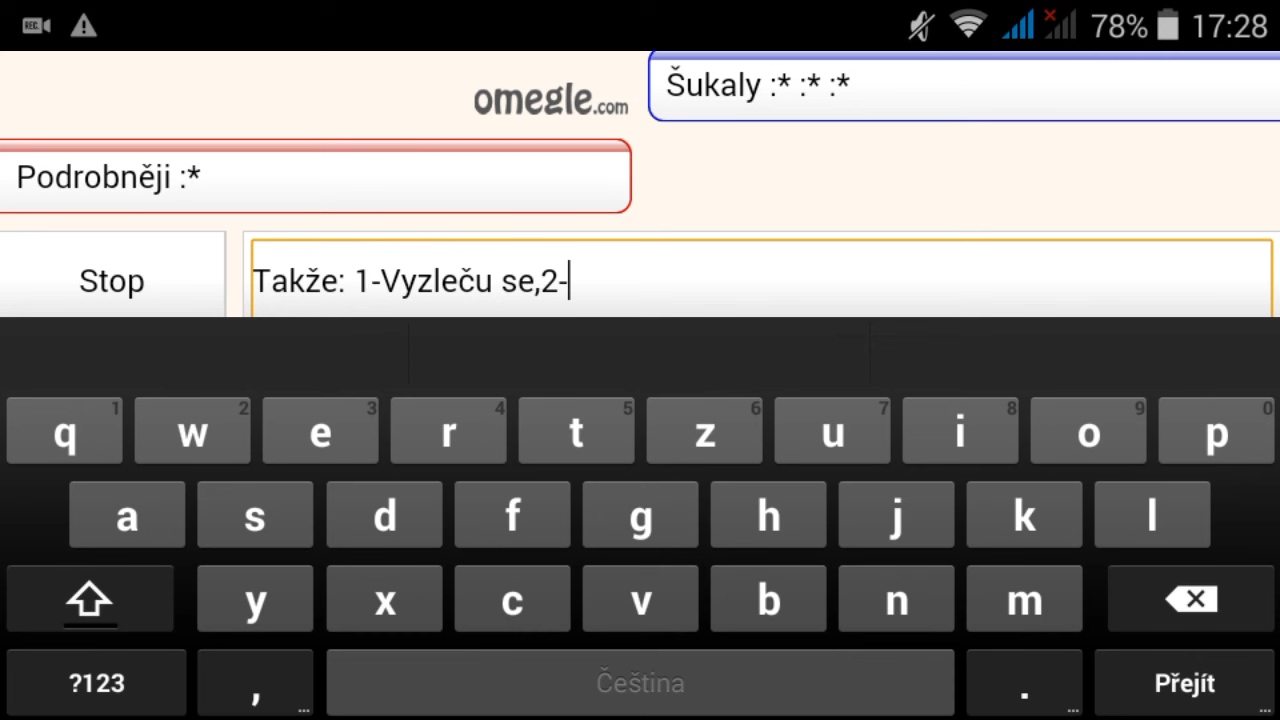 REC
78% 17:28
omegle.com
Šukaly :* :* :*
Podrobněji :*
Stop
Takže: 1-Vyzleču se,2-
q 1 w 2 e 3 r 4 t 5 z 6 u 7 i 8 o 9 p 0
a s d f g h j k l
y x c v b n m
?123 , ... Čeština . ... Přejít ...